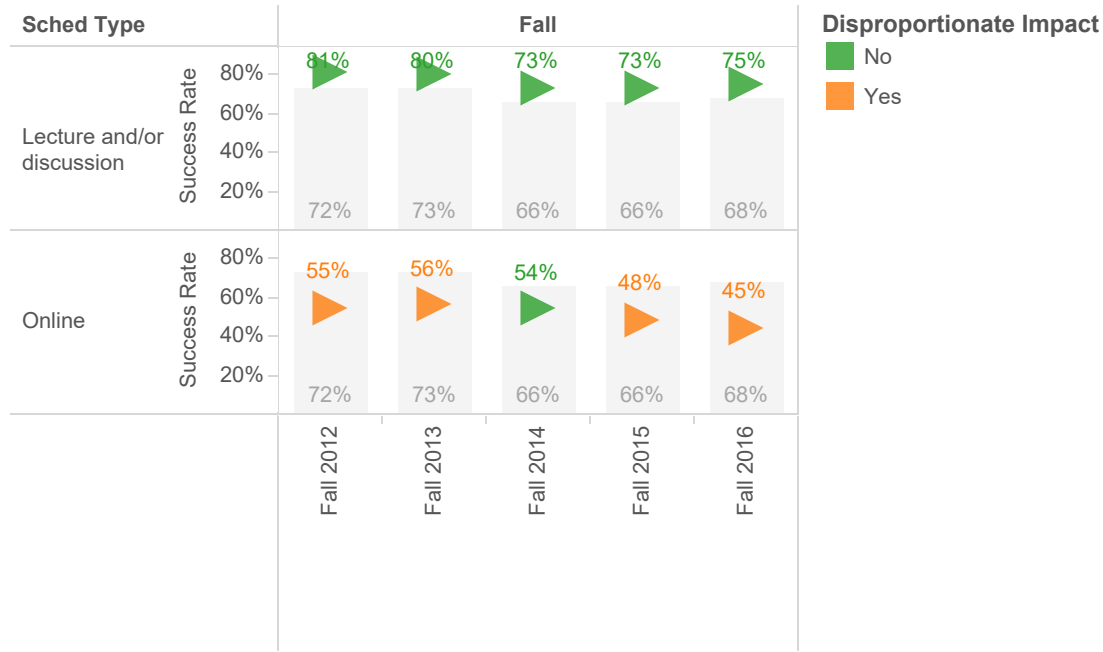 Sched Type
Fall
Disproportionate Impact
No
Yes
Lecture and/or
discussion
Success Rate
80%
60%
40%
20%
81%
80%
73%
73%
75%
72%
73%
66%
66%
68%
Online
Success Rate
80%
60%
40%
20%
55%
56%
54%
48%
45%
72%
73%
66%
66%
68%
Fall 2012
Fall 2013
Fall 2014
Fall 2015
Fall 2016